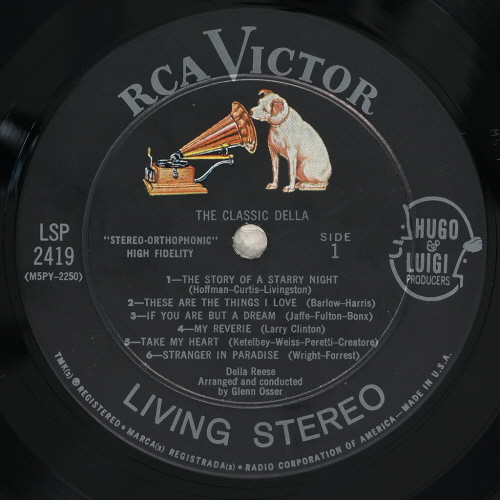 RCA VICTOR
THE CLASSIC DELLA
LSP
2419
(M5PY-2250)
"STEREO-ORTHOPHONIC"
HIGH FIDELITY
SIDE
1
HUGO
&
LUIGI
PRODUCERS
1—THE STORY OF A STARRY NIGHT
(Hoffman-Curtis-Livingston)
2—THESE ARE THE THINGS I LOVE (Barlow-Harris)
3—IF YOU ARE BUT A DREAM (Jaffe-Fulton-Bonx)
4—MY REVERIE (Larry Clinton)
5—TAKE MY HEART (Ketelbey-Weiss-Peretti-Creatore)
6—STRANGER IN PARADISE (Wright-Forrest)
Della Reese
Arranged and conducted
by Glenn Osser
LIVING STEREO
TMK(s) ® REGISTERED • MARCA(s) REGISTRADA(s) • RADIO CORPORATION OF AMERICA—MADE IN U.S.A.